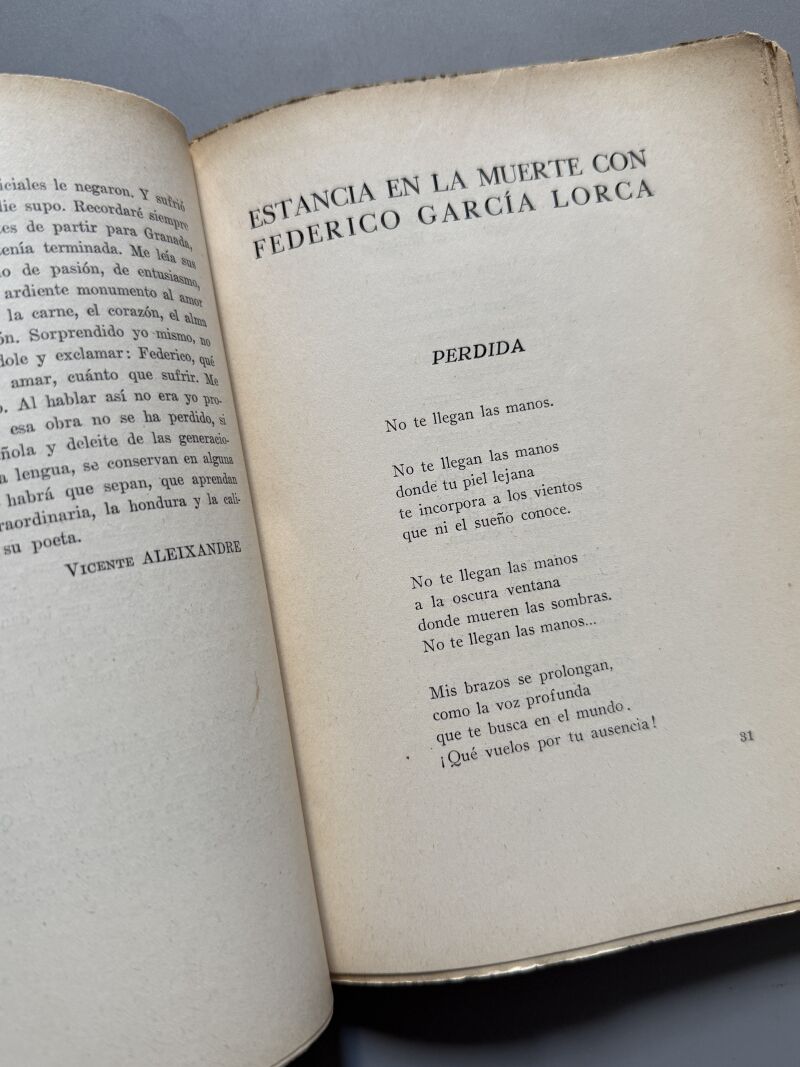 iciales le negaron. Y sufrió
die supo. Recordaré siempre
tes de partir para Granada,
tenía terminada. Me leía sus
o de pasión, de entusiasmo,
ardiente monumento al amor
la carne, el corazón, el alma
ón. Sorprendido yo mismo, no
dole y exclamar: Federico, qué
amar, cuánto que sufrir. Me
o. Al hablar así no era yo pro-
esa obra no se ha perdido, si
añola y deleite de las generacio-
a lengua, se conservan en alguna
habrá que sepan, que aprendan
traordinaria, la hondura y la cali-
su poeta.
Vicente ALEIXANDRE
ESTANCIA EN LA MUERTE CON
FEDERICO GARCÍA LORCA
PERDIDA
No te llegan las manos.
No te llegan las manos
donde tu piel lejana
te incorpora a los vientos
que ni el sueño conoce.
No te llegan las manos
a la oscura ventana
donde mueren las sombras.
No te llegan las manos...
Mis brazos se prolongan,
como la voz profunda
que te busca en el mundo.
¡Qué vuelos por tu ausencia!
31